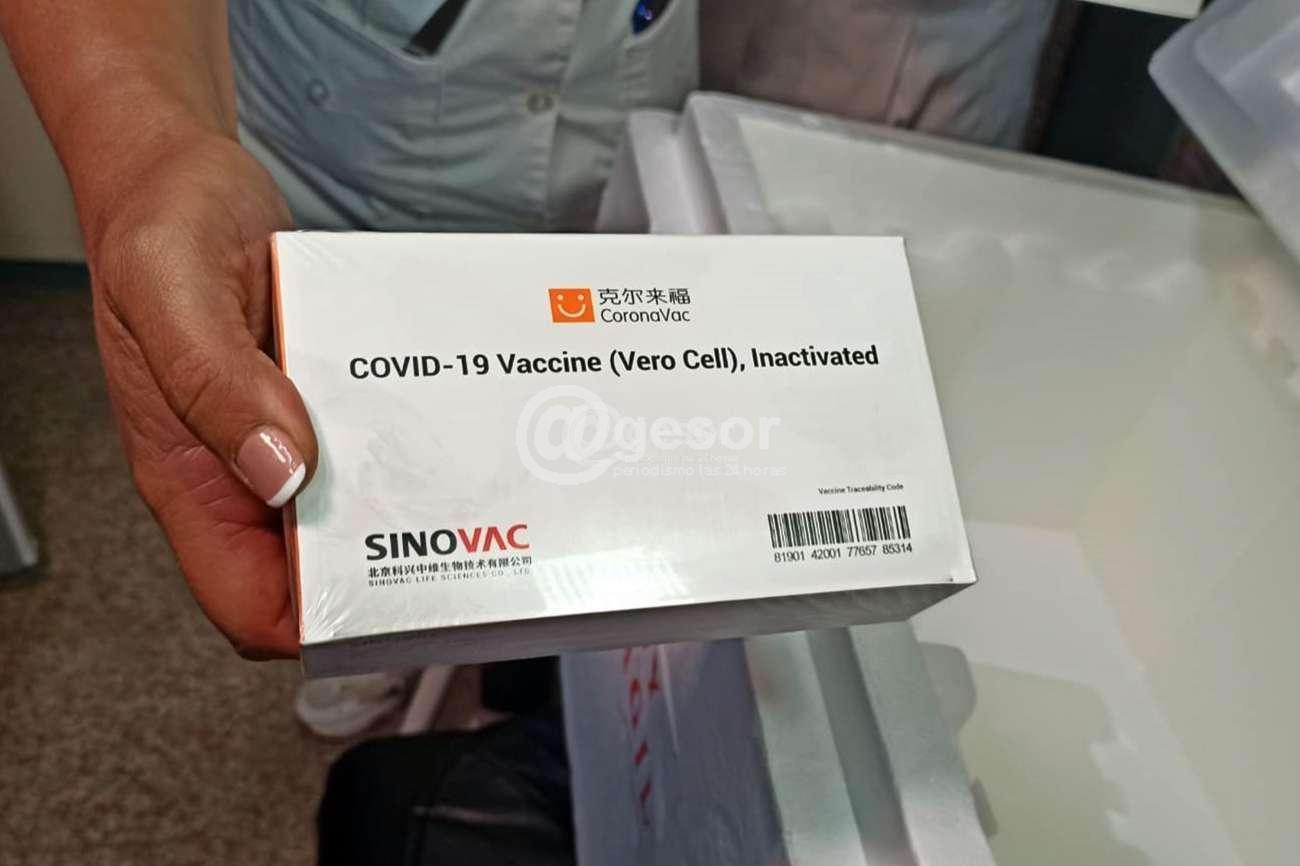 克尔来福
CoronaVac
COVID-19 Vaccine (Vero Cell), Inactivated
@gesor
periodismo las 24 horas
Vaccine Traceability Code
81901 42001 77657 85314
SINOVAC
北京科兴中维生物技术有限公司
SINOVAC LIFE SCIENCES CO., LTD.